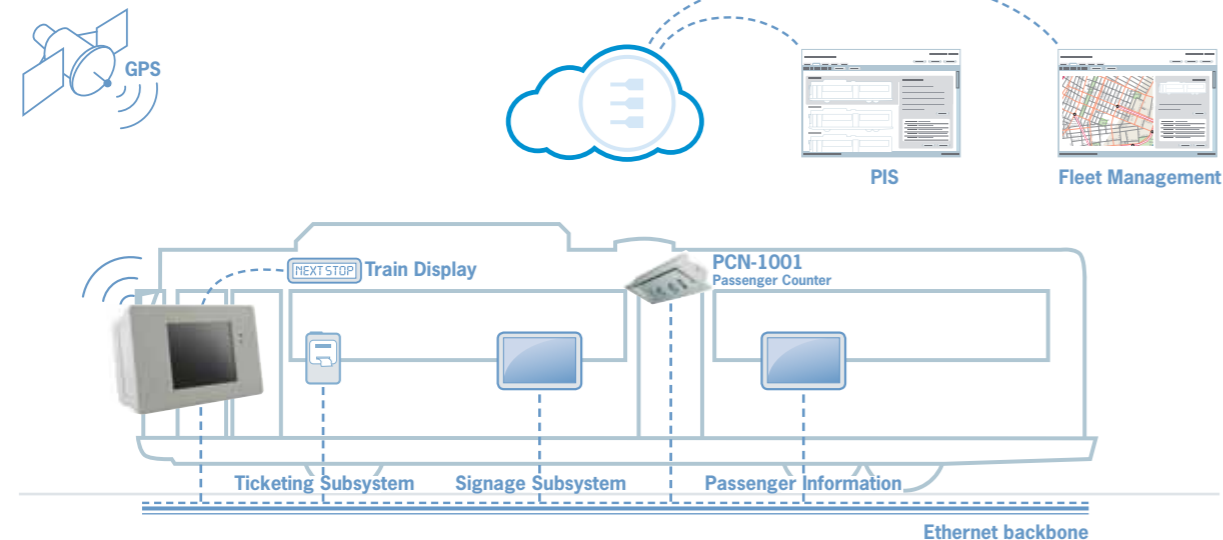 GPS
PIS
Fleet Management
NEXT STOP
Train Display
PCN-1001
Passenger Counter
Ticketing Subsystem
Signage Subsystem
Passenger Information
Ethernet backbone